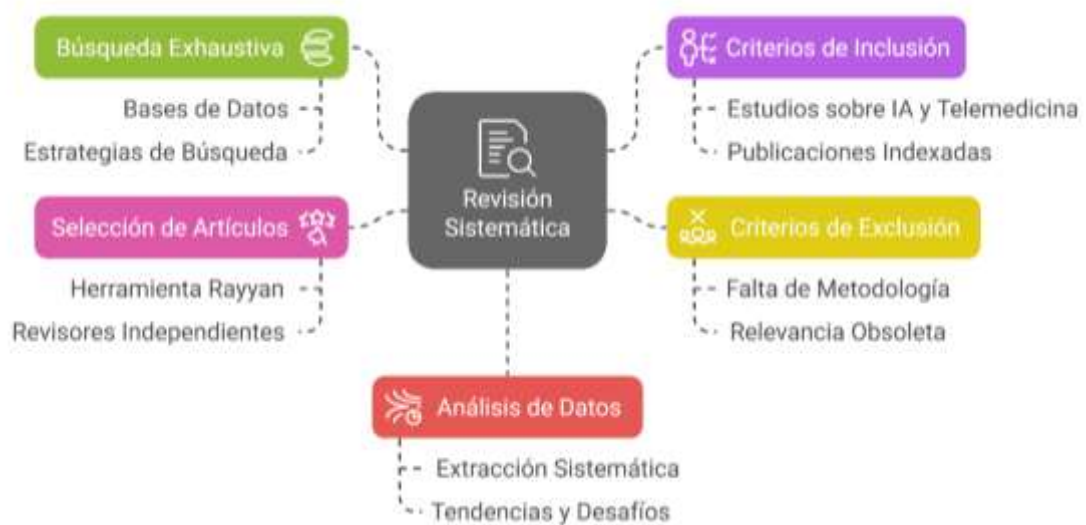 Búsqueda Exhaustiva
Bases de Datos
Estrategias de Búsqueda
Selección de Artículos
Herramienta Rayyan
Revisores Independientes
Revisión
Sistemática
Criterios de Inclusión
Estudios sobre IA y Telemedicina
Publicaciones Indexadas
Criterios de Exclusión
Falta de Metodología
Relevancia Obsoleta
Análisis de Datos
Extracción Sistemática
Tendencias y Desafíos